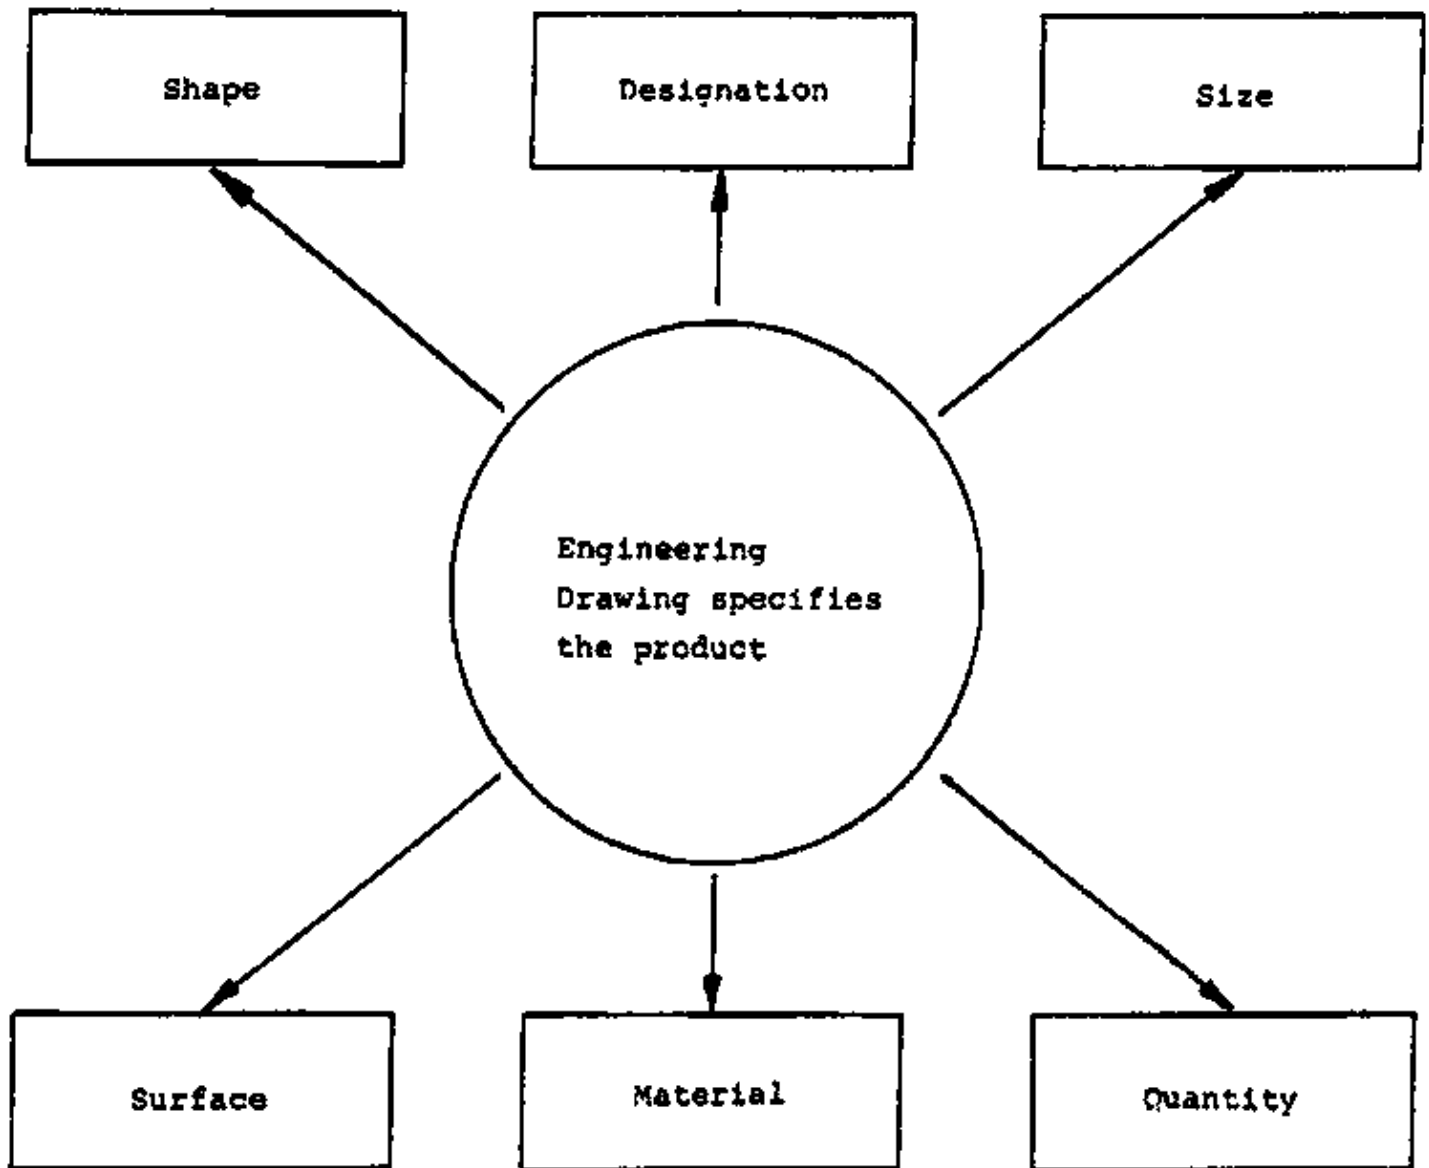 Shape
Designation
Size
Engineering
Drawing specifies
the product
Surface
Material
Quantity